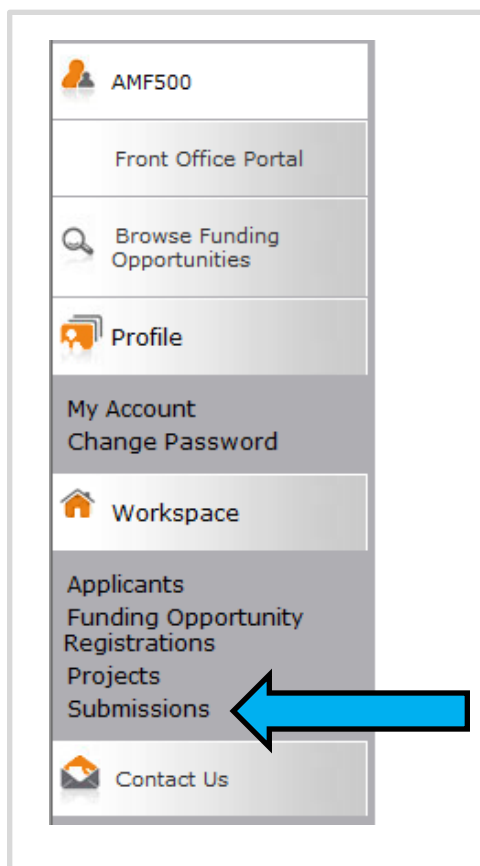 AMF500
Front Office Portal
Browse Funding
Opportunities
Profile
My Account
Change Password
Workspace
Applicants
Funding Opportunity
Registrations
Projects
Submissions
Contact Us